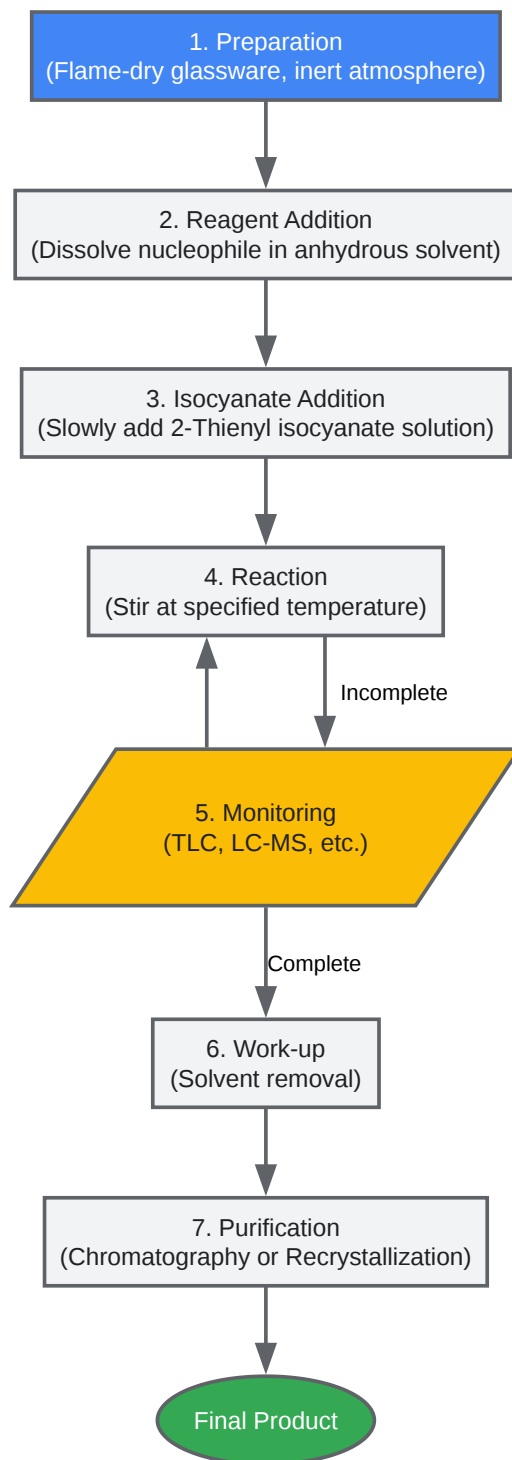 1. Preparation
(Flame-dry glassware, inert atmosphere)
2. Reagent Addition
(Dissolve nucleophile in anhydrous solvent)
3. Isocyanate Addition
(Slowly add 2-Thienyl isocyanate solution)
4. Reaction
(Stir at specified temperature)
Incomplete
5. Monitoring
(TLC, LC-MS, etc.)
Complete
6. Work-up
(Solvent removal)
7. Purification
(Chromatography or Recrystallization)
Final Product